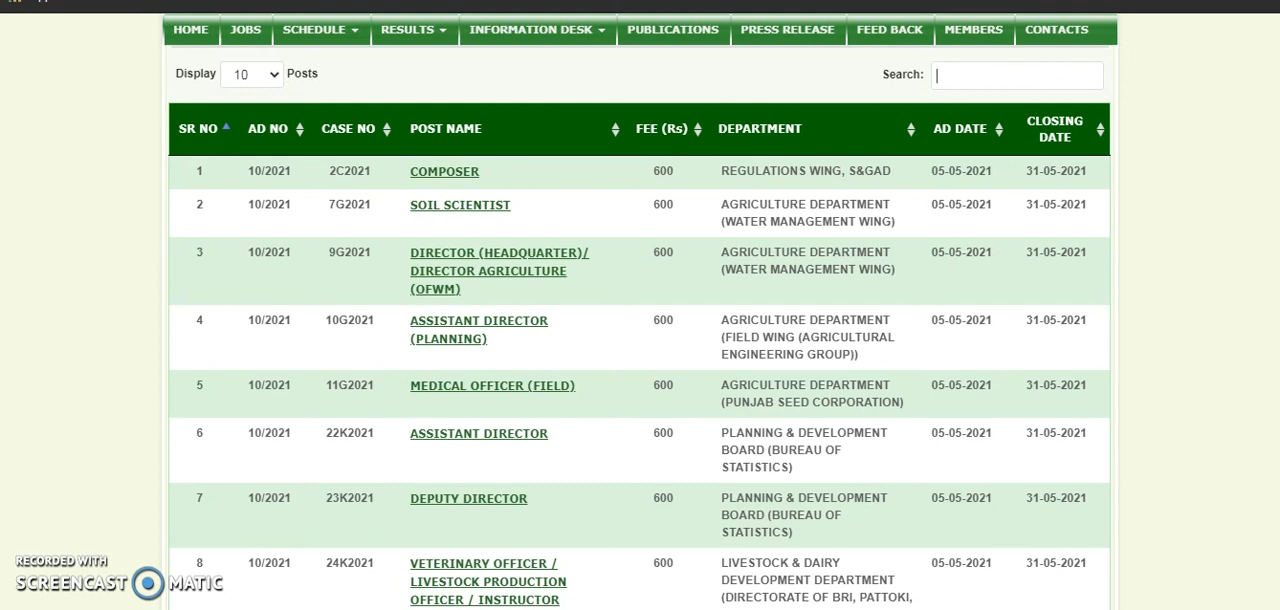 HOME JOBS SCHEDULE RESULTS INFORMATION DESK PUBLICATIONS PRESS RELEASE FEED BACK MEMBERS CONTACTS
Display 10 Posts Search:
SR NO AD NO CASE NO POST NAME FEE (Rs) DEPARTMENT AD DATE CLOSING
DATE
1 10/2021 2C2021 COMPOSER 600 REGULATIONS WING, S&GAD 05-05-2021 31-05-2021
2 10/2021 7G2021 SOIL SCIENTIST 600 AGRICULTURE DEPARTMENT 05-05-2021 31-05-2021
(WATER MANAGEMENT WING)
3 10/2021 9G2021 DIRECTOR (HEADQUARTER)/ 600 AGRICULTURE DEPARTMENT 05-05-2021 31-05-2021
DIRECTOR AGRICULTURE (WATER MANAGEMENT WING)
(OFWM)
4 10/2021 10G2021 ASSISTANT DIRECTOR 600 AGRICULTURE DEPARTMENT 05-05-2021 31-05-2021
(PLANNING) (FIELD WING (AGRICULTURAL
ENGINEERING GROUP))
5 10/2021 11G2021 MEDICAL OFFICER (FIELD) 600 AGRICULTURE DEPARTMENT 05-05-2021 31-05-2021
(PUNJAB SEED CORPORATION)
6 10/2021 22K2021 ASSISTANT DIRECTOR 600 PLANNING & DEVELOPMENT 05-05-2021 31-05-2021
BOARD (BUREAU OF
STATISTICS)
7 10/2021 23K2021 DEPUTY DIRECTOR 600 PLANNING & DEVELOPMENT 05-05-2021 31-05-2021
BOARD (BUREAU OF
STATISTICS)
8 10/2021 24K2021 VETERINARY OFFICER / 600 LIVESTOCK & DAIRY 05-05-2021 31-05-2021
LIVESTOCK PRODUCTION DEVELOPMENT DEPARTMENT
OFFICER / INSTRUCTOR (DIRECTORATE OF BRI, PATTOKI,
RECORDED WITH
SCREENCAST MATIC